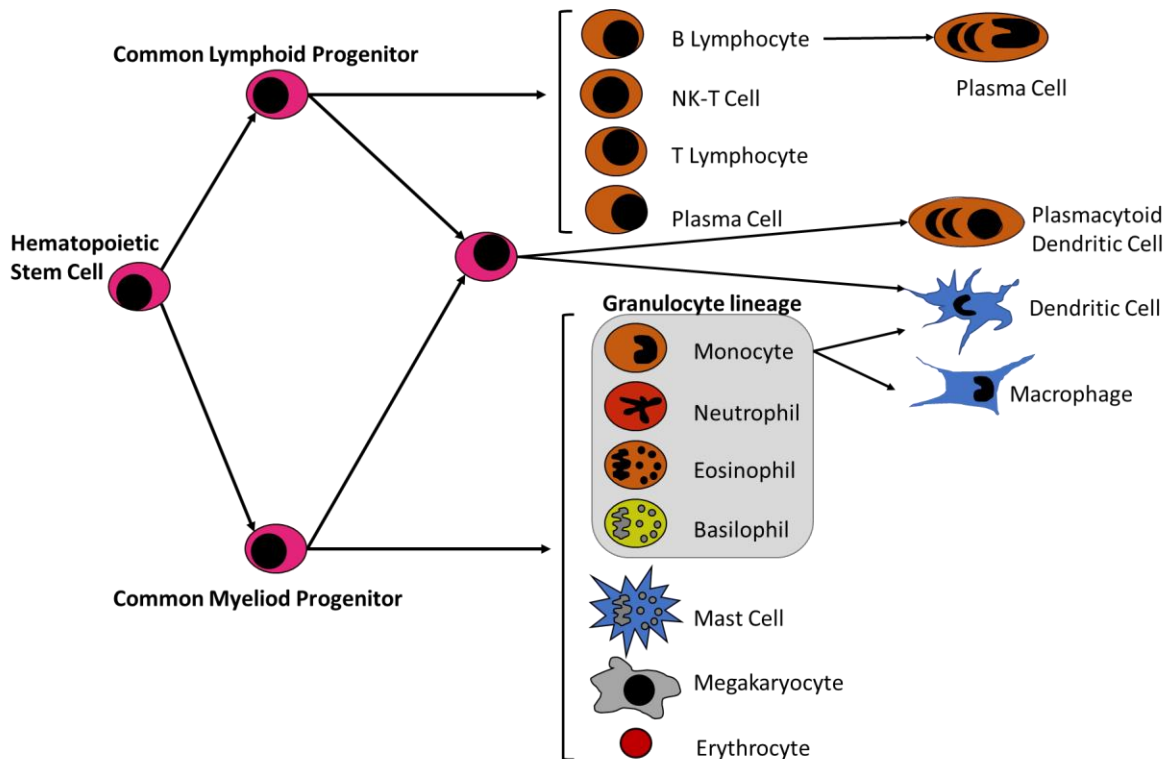 Common Lymphoid Progenitor
Hematopoietic
Stem Cell
Common Myeliod Progenitor
B Lymphocyte
NK-T Cell
T Lymphocyte
Plasma Cell
Plasma Cell
Plasmacytoid
Dendritic Cell
Dendritic Cell
Macrophage
Granulocyte lineage
Monocyte
Neutrophil
Eosinophil
Basilophil
Mast Cell
Megakaryocyte
Erythrocyte